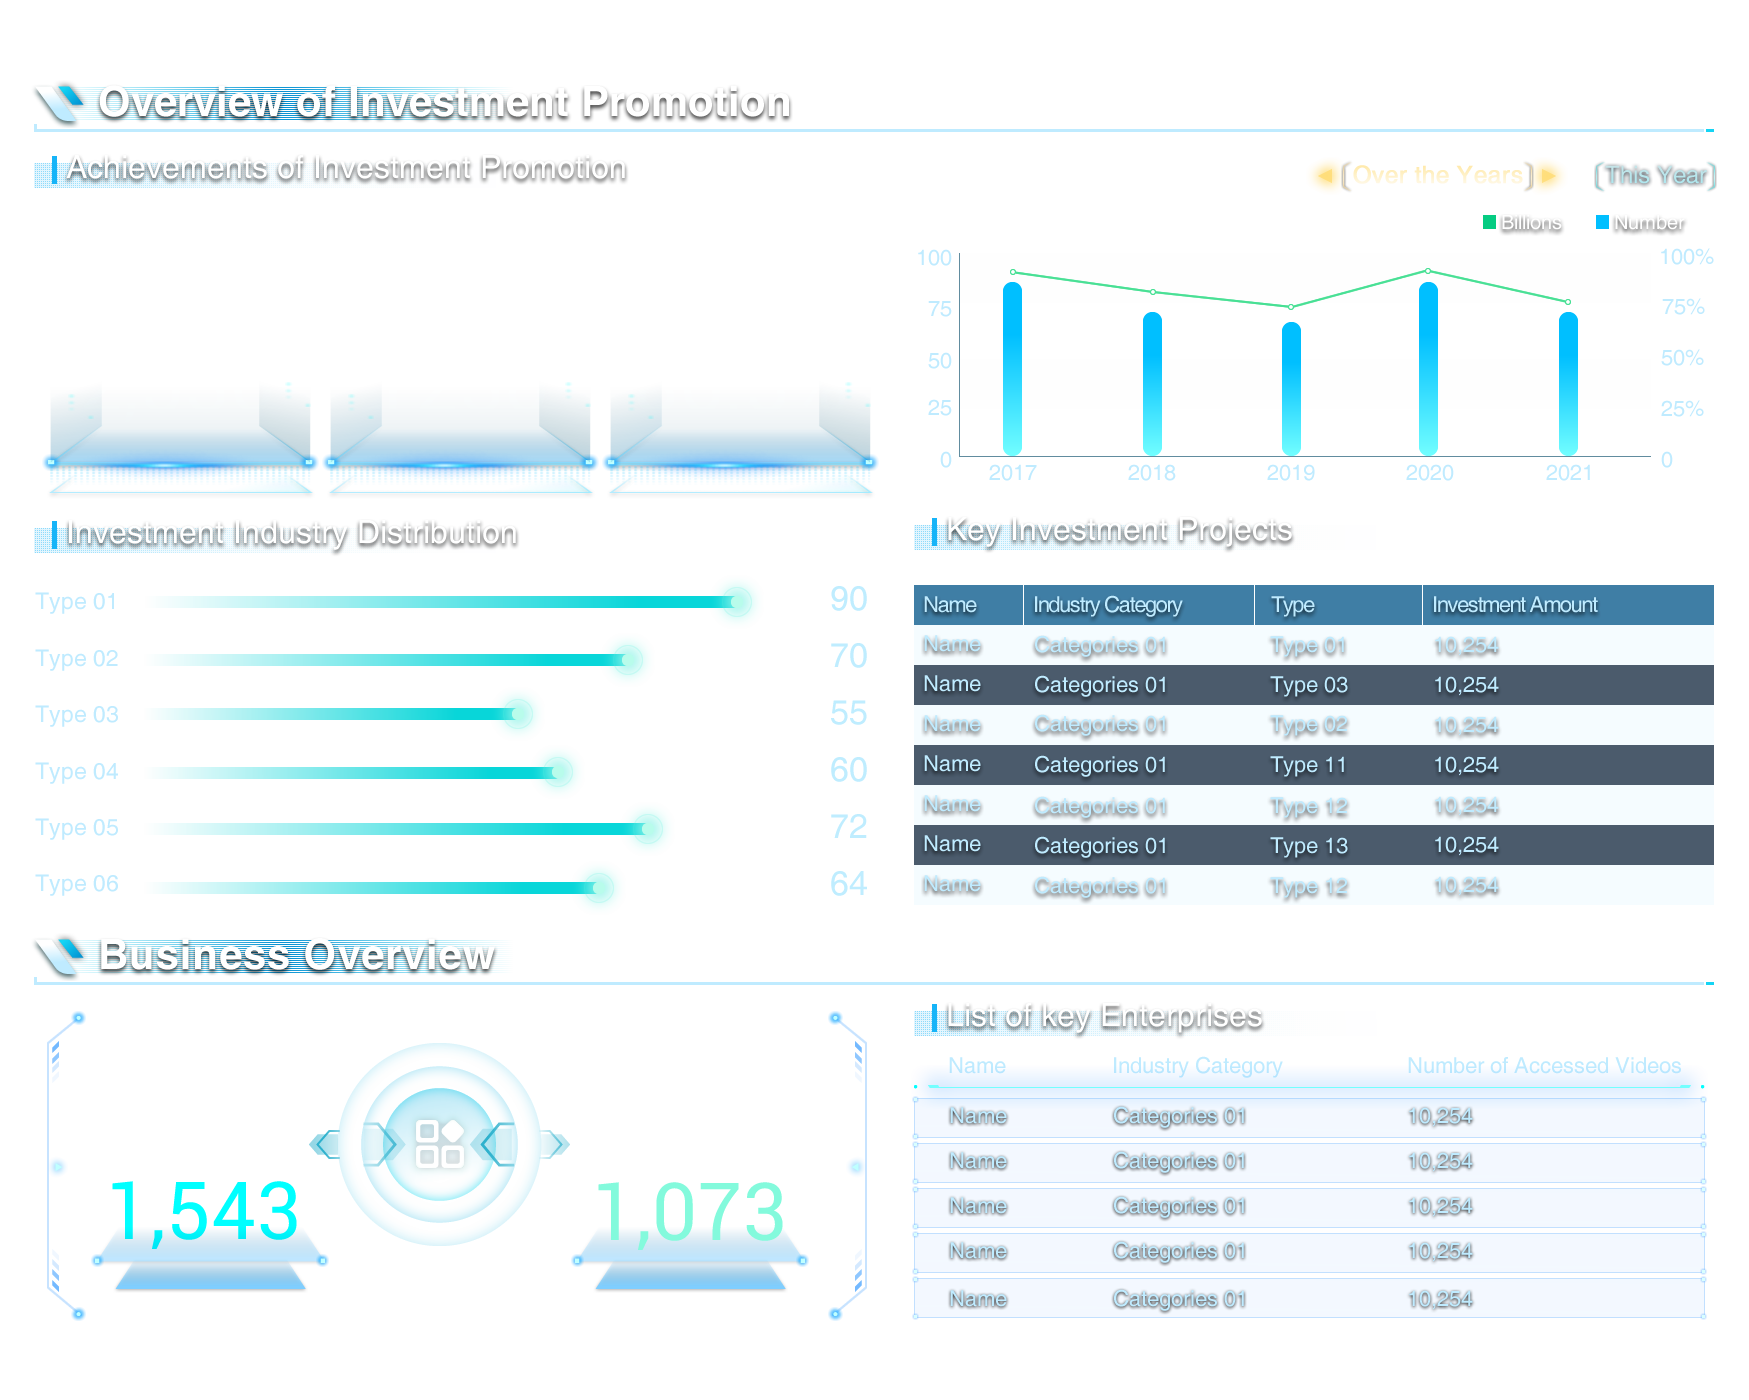 Overview of Investment Promotion
Achievements of Investment Promotion
Over the Years
This Year
Billions
Number
100
75
50
25
0
100%
75%
50%
25%
0
2017 2018 2019 2020 2021
Investment Industry Distribution
Type 01 90
Type 02 70
Type 03 55
Type 04 60
Type 05 72
Type 06 64
Key Investment Projects
Name Industry Category Type Investment Amount
Name Categories 01 Type 01 10,254
Name Categories 01 Type 03 10,254
Name Categories 01 Type 02 10,254
Name Categories 01 Type 11 10,254
Name Categories 01 Type 12 10,254
Name Categories 01 Type 13 10,254
Name Categories 01 Type 12 10,254
Business Overview
1,543
1,073
List of key Enterprises
Name Industry Category Number of Accessed Videos
Name Categories 01 10,254
Name Categories 01 10,254
Name Categories 01 10,254
Name Categories 01 10,254
Name Categories 01 10,254